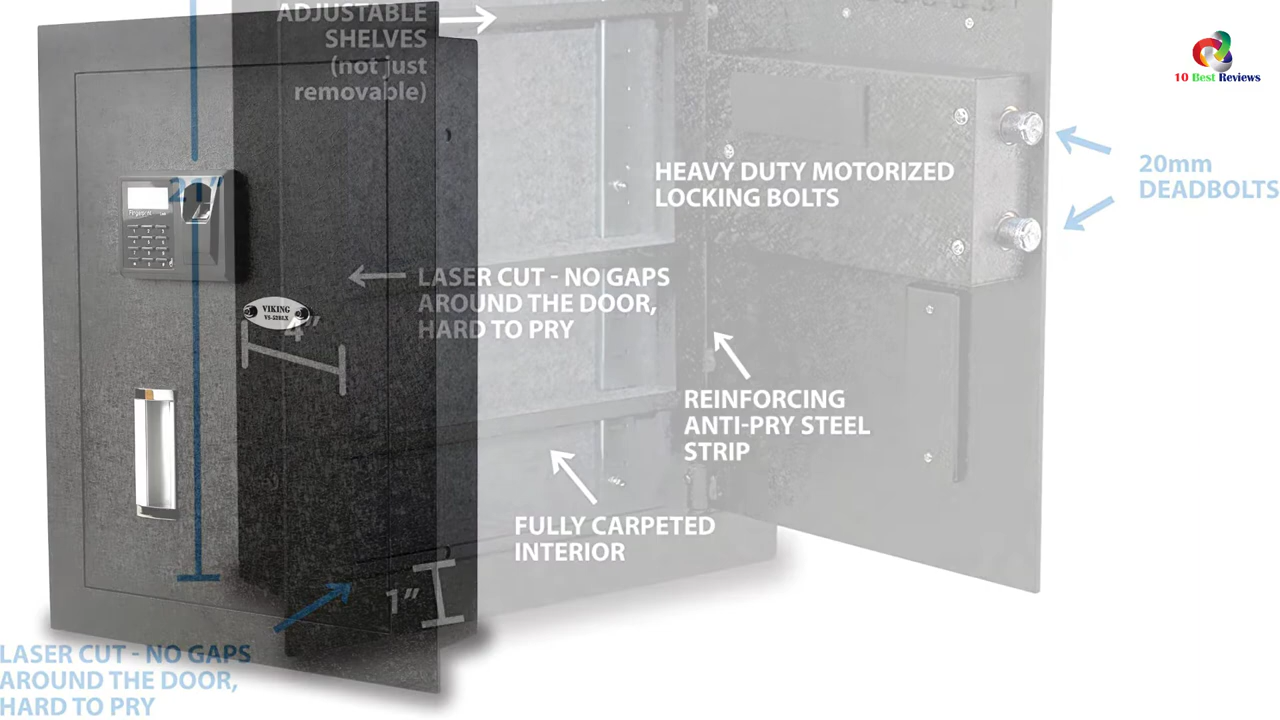 ADJUSTABLE
SHELVES
(not just
removable)
10 Best Reviews
HEAVY DUTY MOTORIZED
LOCKING BOLTS
20mm
DEADBOLTS
21"
Fingerprint
VIKING
4"
LASER CUT - NO GAPS
AROUND THE DOOR,
HARD TO PRY
REINFORCING
ANTI-PRY STEEL
STRIP
FULLY CARPETED
INTERIOR
1"
LASER CUT - NO GAPS
AROUND THE DOOR,
HARD TO PRY